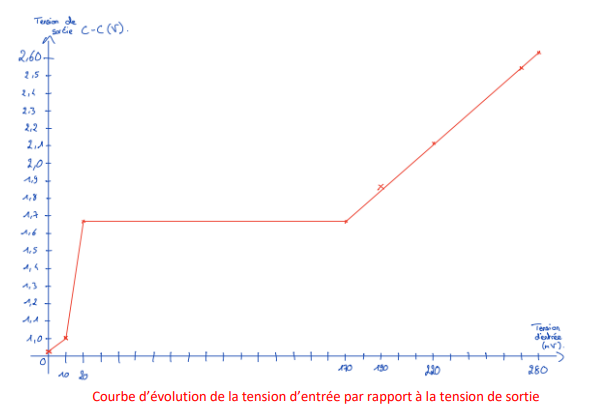 Tension de
sortie C-C (V).
2,60
2,5
2,4
2,3
2,2
2,1
2,0
1,9
1,8
1,7
1,6
1,5
1,4
1,3
1,2
1,1
1,0
0
10 20 170 190 220 280
Tension
d'entrée
(mV).
Courbe d'évolution de la tension d'entrée par rapport à la tension de sortie